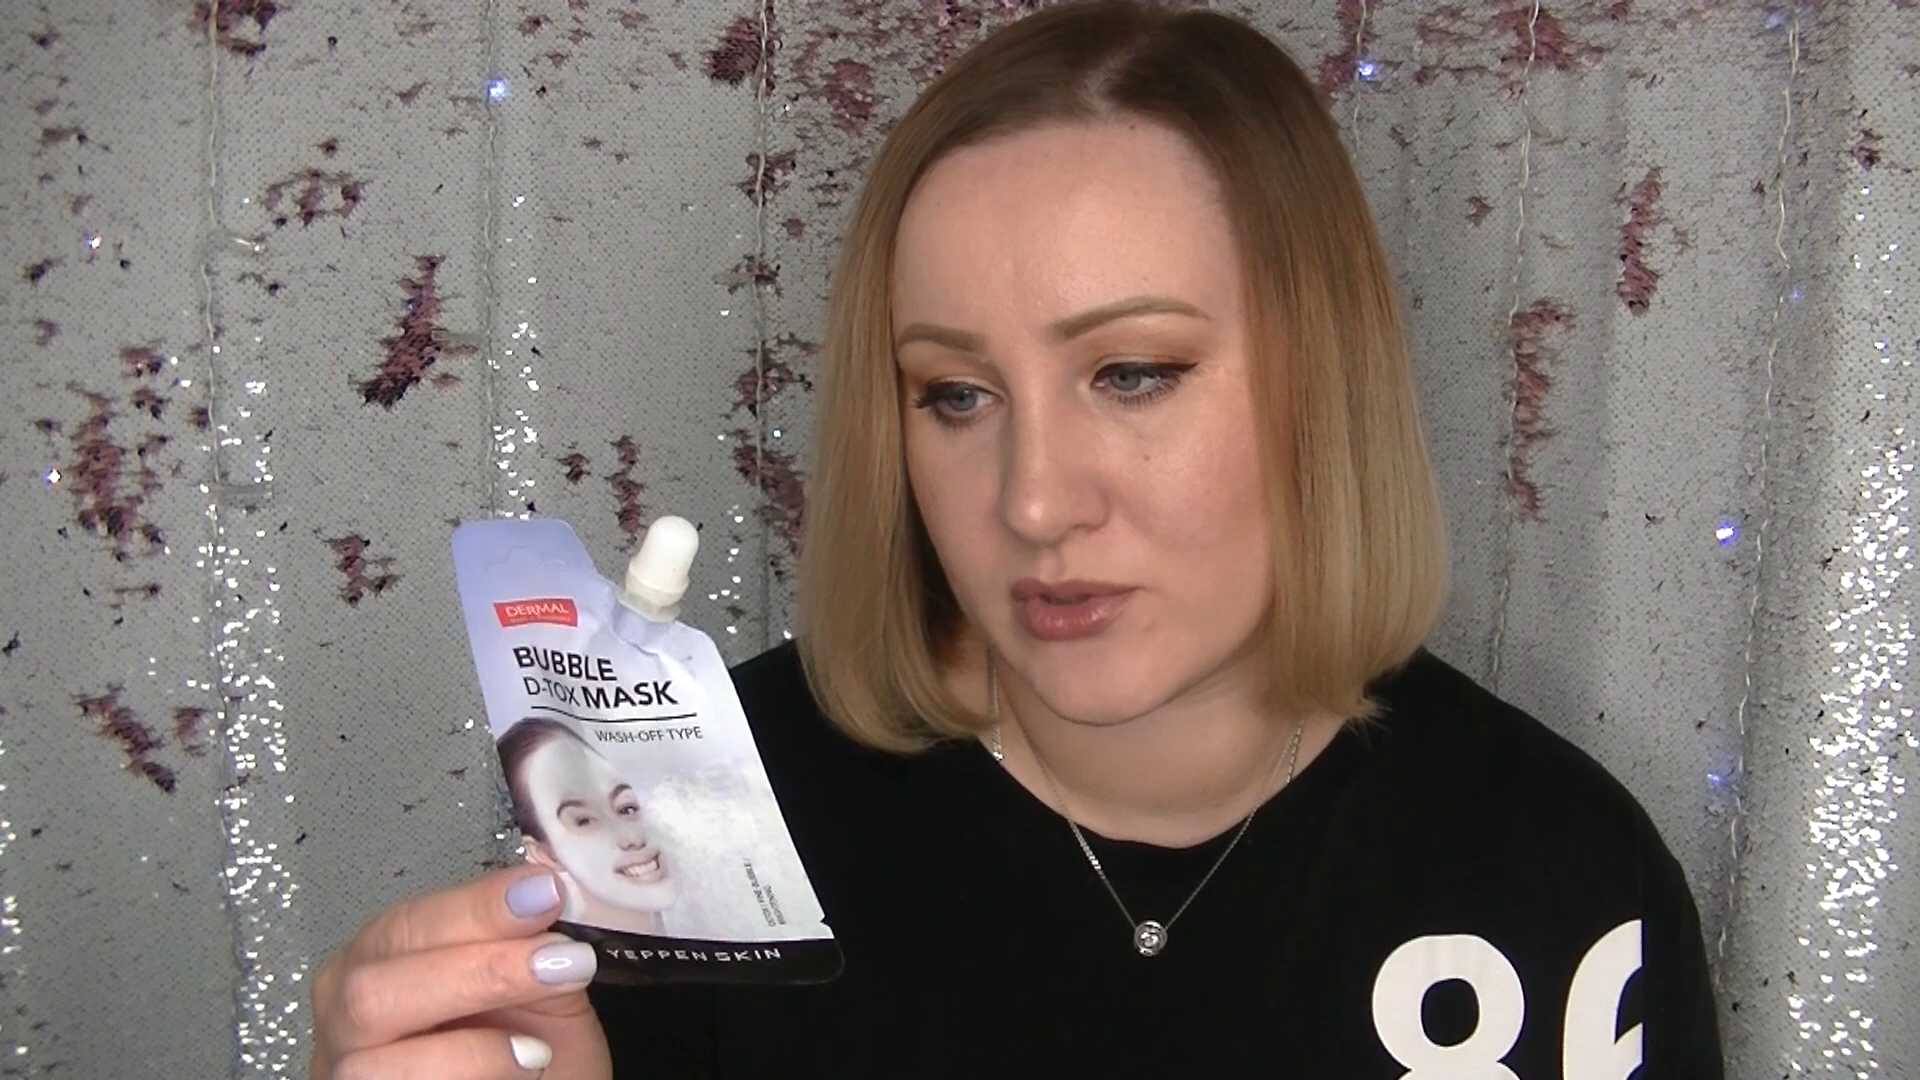 DERMAL
BUBBLE
D-TOX MASK
WASH-OFF TYPE
YEPPEN SKIN
86